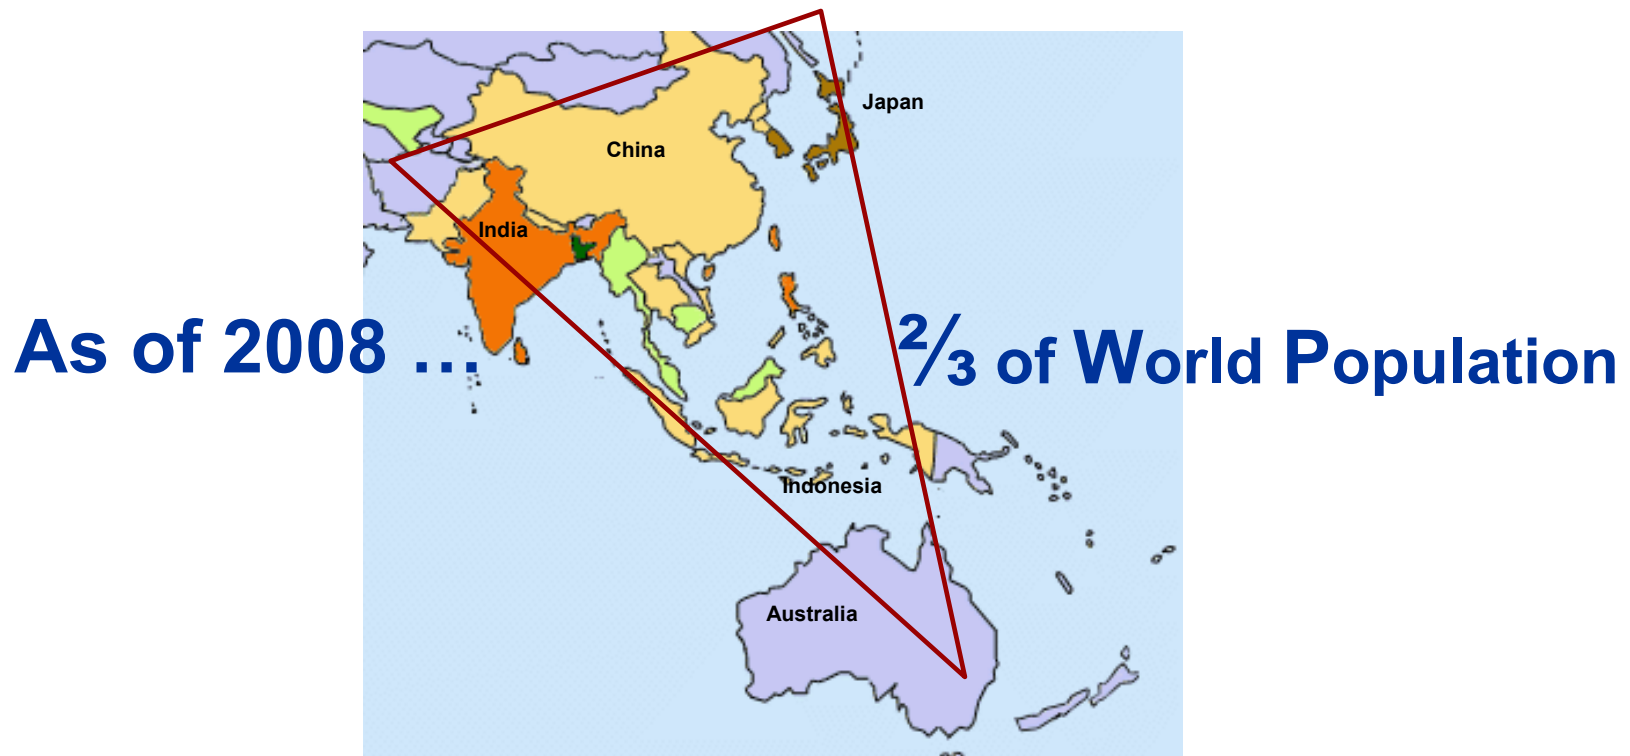 Japan
China
India
As of 2008 …
⅔ of World Population
Indonesia
Australia